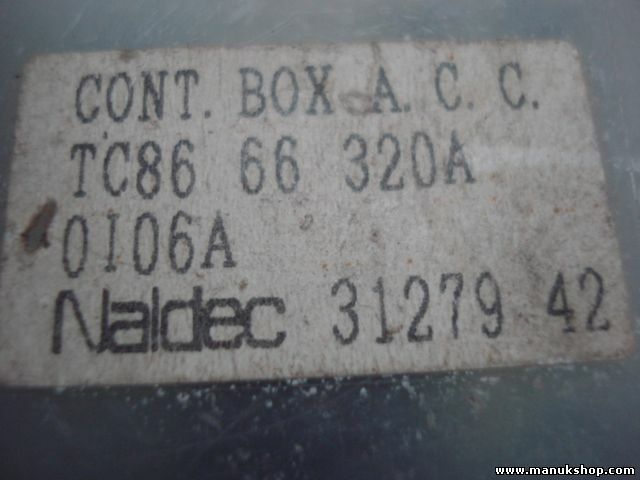 CONT. BOX A. C. C.
TC86 66 320A
0106A
Naldec 31279 42
www.manukshop.com